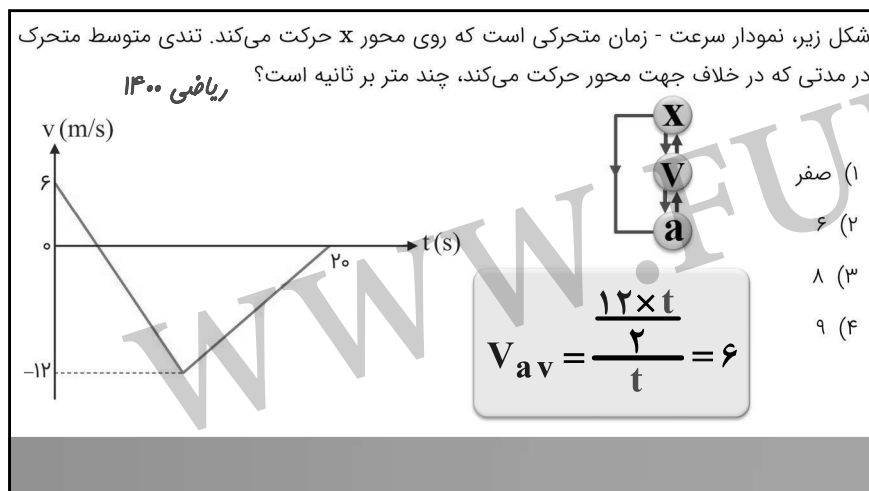 شکل زیر، نمودار سرعت - زمان متحرکی است که روی محور x حرکت می‌کند. تندی متوسط متحرک
در مدتی که در خلاف جهت محور حرکت می‌کند، چند متر بر ثانیه است؟
ریاضی ۱۴۰۰
۱) صفر
۲) ۶
۳) ۸
۴) ۹
x
v
a
v (m/s)
۶
۰
t (s)
۲۰
−۱۲
V a v = ۱۲ × t / ۲ / t = ۶
WWW.FU